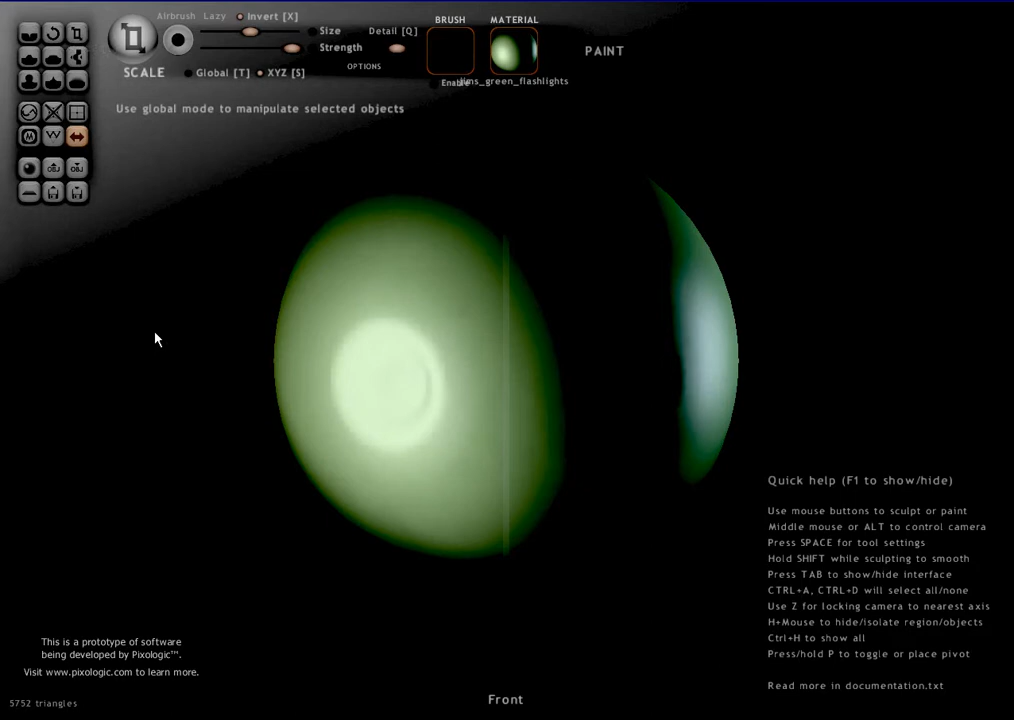 Airbrush Lazy Invert [X]
Size
Detail [Q]
Strength
OPTIONS
SCALE
Global [T] XYZ [S]
BRUSH
MATERIAL
Enable
PAINT
Use global mode to manipulate selected objects
OBJ OBJ
Quick help (F1 to show/hide)
Use mouse buttons to sculpt or paint
Middle mouse or ALT to control camera
Press SPACE for tool settings
Hold SHIFT while sculpting to smooth
Press TAB to show/hide interface
CTRL+A, CTRL+D will select all/none
Use Z for locking camera to nearest axis
H+Mouse to hide/isolate region/objects
Ctrl+H to show all
Press/hold P to toggle or place pivot
Read more in documentation.txt
This is a prototype of software
being developed by Pixologic™.
Visit www.pixologic.com to learn more.
5752 triangles
Front